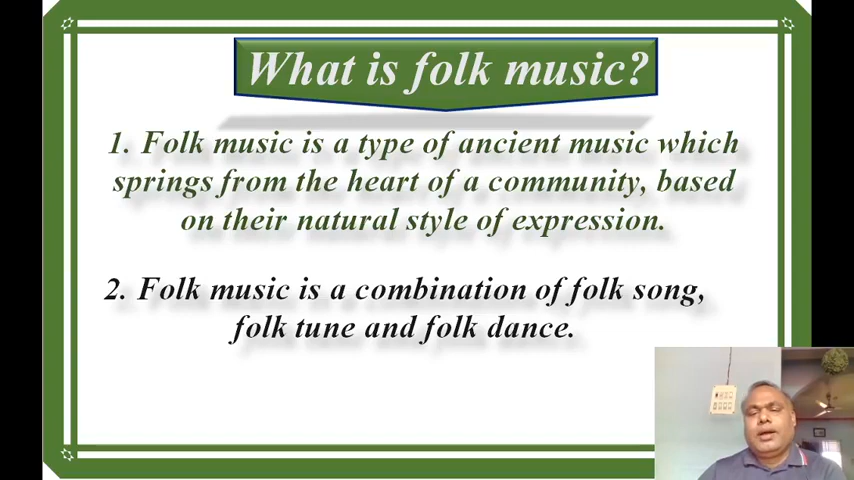 What is folk music?
1. Folk music is a type of ancient music which
springs from the heart of a community, based
on their natural style of expression.
2. Folk music is a combination of folk song,
folk tune and folk dance.